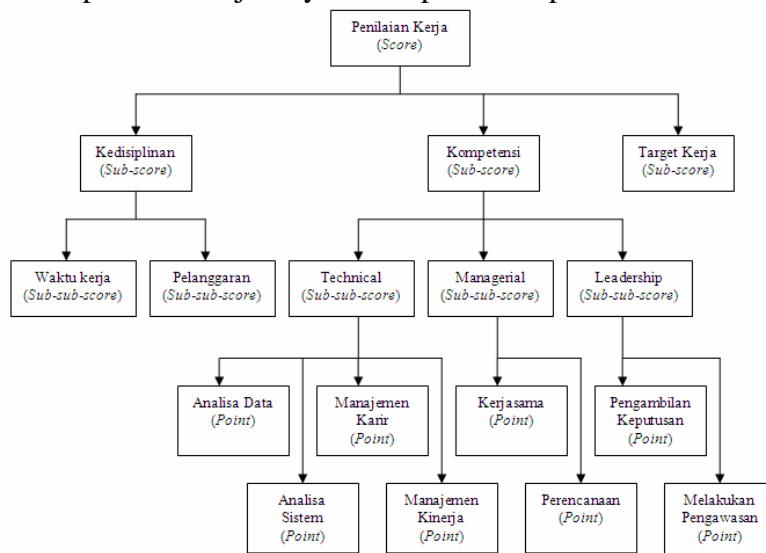 Penilaian Kerja
(Score)
Kedisiplinan
(Sub-score)
Kompetensi
(Sub-score)
Target Kerja
(Sub-score)
Waktu kerja
(Sub-sub-score)
Pelanggaran
(Sub-sub-score)
Technical
(Sub-sub-score)
Managerial
(Sub-sub-score)
Leadership
(Sub-sub-score)
Analisa Data
(Point)
Manajemen
Karir
(Point)
Kerjasama
(Point)
Pengambilan
Keputusan
(Point)
Analisa
Sistem
(Point)
Manajemen
Kinerja
(Point)
Perencanaan
(Point)
Melakukan
Pengawasan
(Point)